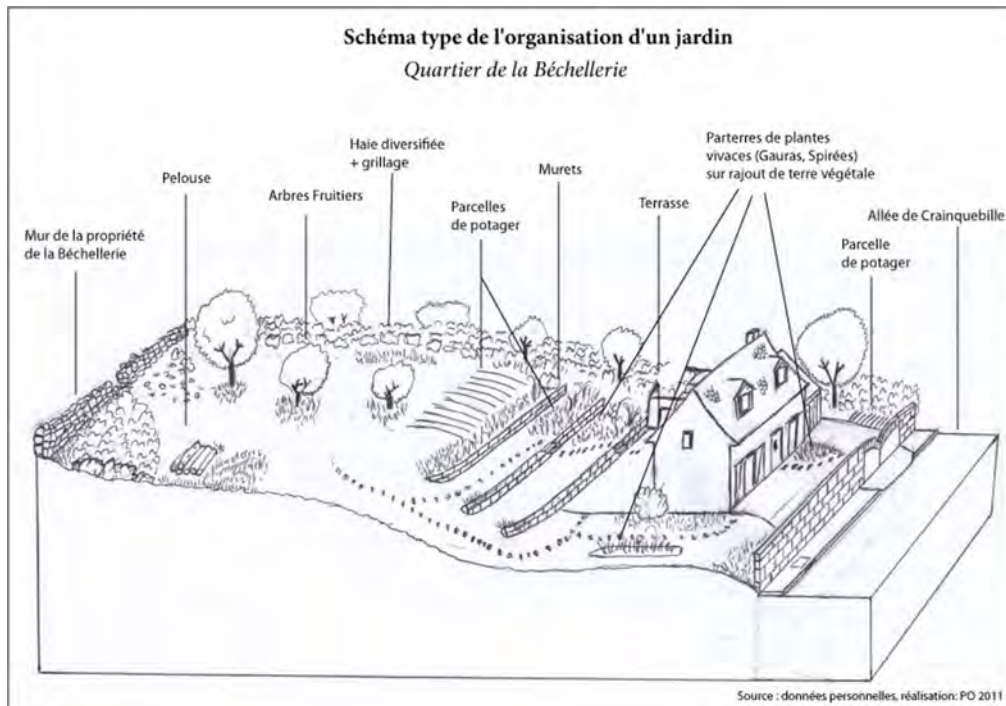 Schéma type de l'organisation d'un jardin
Quartier de la Béchellerie
Haie diversifiée
+ grillage
Parterres de plantes
vivaces (Gauras, Spirées)
sur rajout de terre végétale
Pelouse
Arbres Fruitiers
Murets
Parcelles
de potager
Terrasse
Allée de Crainquebille
Mur de la propriété
de la Béchellerie
Parcelle
de potager
Source : données personnelles, réalisation: PO 2011